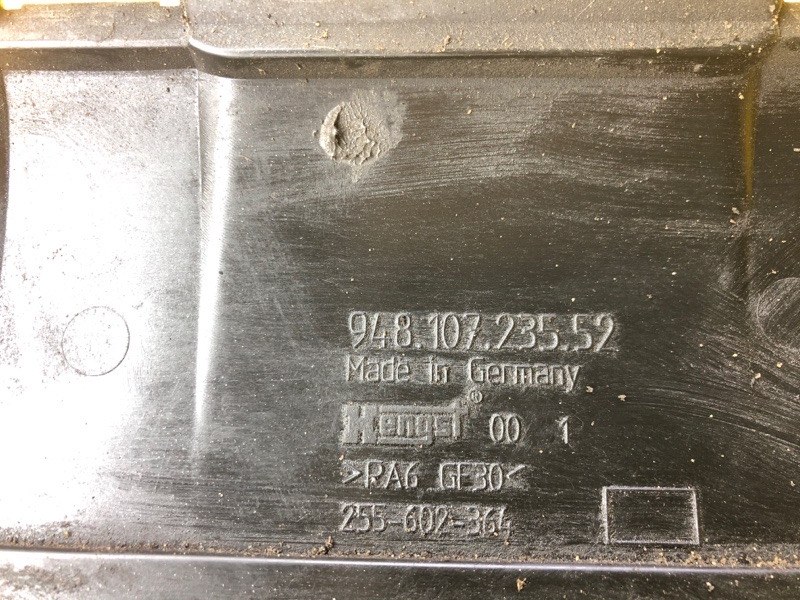 948.107.235.52
Made in Germany
Hengst® 00 1
>PA6 GF30<
255-602-364